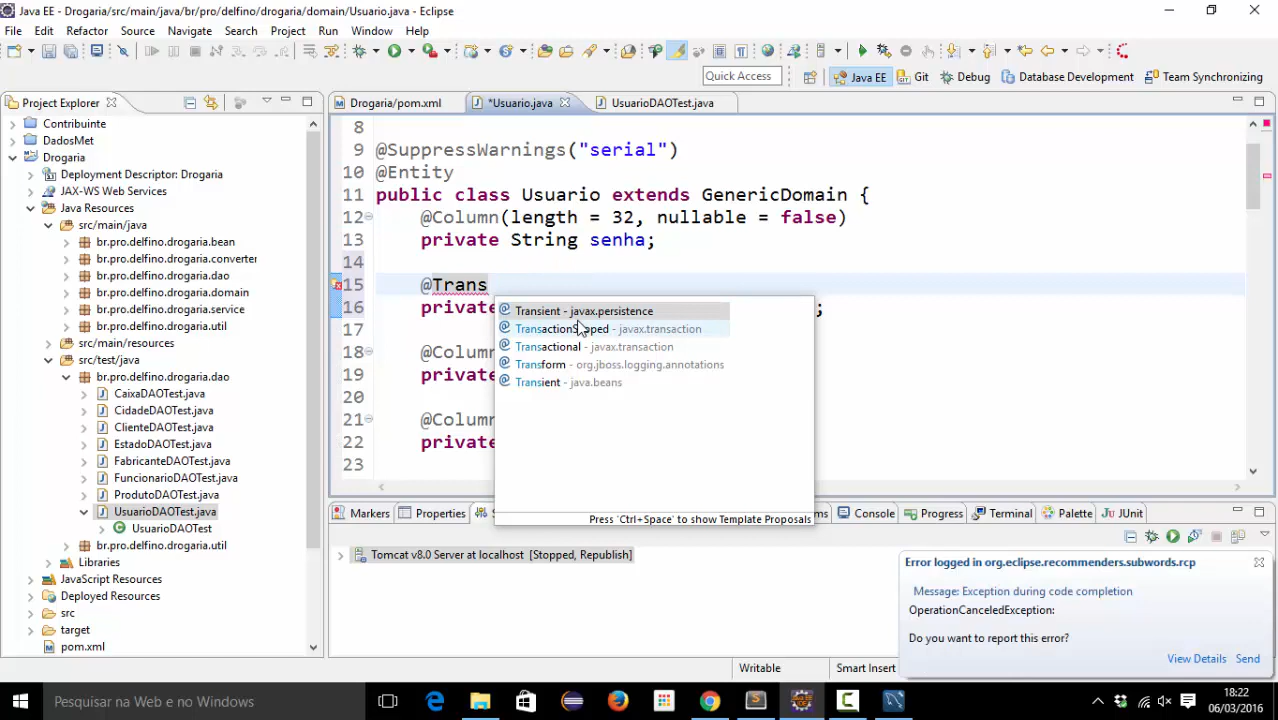 Java EE - Drogaria/src/main/java/br/pro/delfino/drogaria/domain/Usuario.java - Eclipse
File Edit Refactor Source Navigate Search Project Run Window Help
Quick Access
Java EE Git Debug Database Development Team Synchronizing
Project Explorer
Drogaria/pom.xml *Usuario.java UsuarioDAOTest.java
Contribuinte
DadosMet
Drogaria
Deployment Descriptor: Drogaria
JAX-WS Web Services
Java Resources
src/main/java
br.pro.delfino.drogaria.bean
br.pro.delfino.drogaria.converter
br.pro.delfino.drogaria.dao
br.pro.delfino.drogaria.domain
br.pro.delfino.drogaria.service
br.pro.delfino.drogaria.util
src/main/resources
src/test/java
br.pro.delfino.drogaria.dao
CaixaDAOTest.java
CidadeDAOTest.java
ClienteDAOTest.java
EstadoDAOTest.java
FabricanteDAOTest.java
FuncionarioDAOTest.java
ProdutoDAOTest.java
UsuarioDAOTest.java
UsuarioDAOTest
br.pro.delfino.drogaria.util
Libraries
JavaScript Resources
Deployed Resources
src
target
pom.xml
8
9 @SuppressWarnings("serial")
10 @Entity
11 public class Usuario extends GenericDomain {
12 @Column(length = 32, nullable = false)
13 private String senha;
14
15 @Trans
16 private ;
17
18 @Colum
19 private
20
21 @Colum
22 private
23
Transient - javax.persistence
TransactionScoped - javax.transaction
Transactional - javax.transaction
Transform - org.jboss.logging.annotations
Transient - java.beans
Press 'Ctrl+Space' to show Template Proposals
Markers Properties S ms Console Progress Terminal Palette JUnit
Tomcat v8.0 Server at localhost [Stopped, Republish]
Error logged in org.eclipse.recommenders.subwords.rcp
Message: Exception during code completion
OperationCanceledException:
Do you want to report this error?
View Details Send
Writable Smart Insert
Pesquisar na Web e no Windows
18:22
06/03/2016